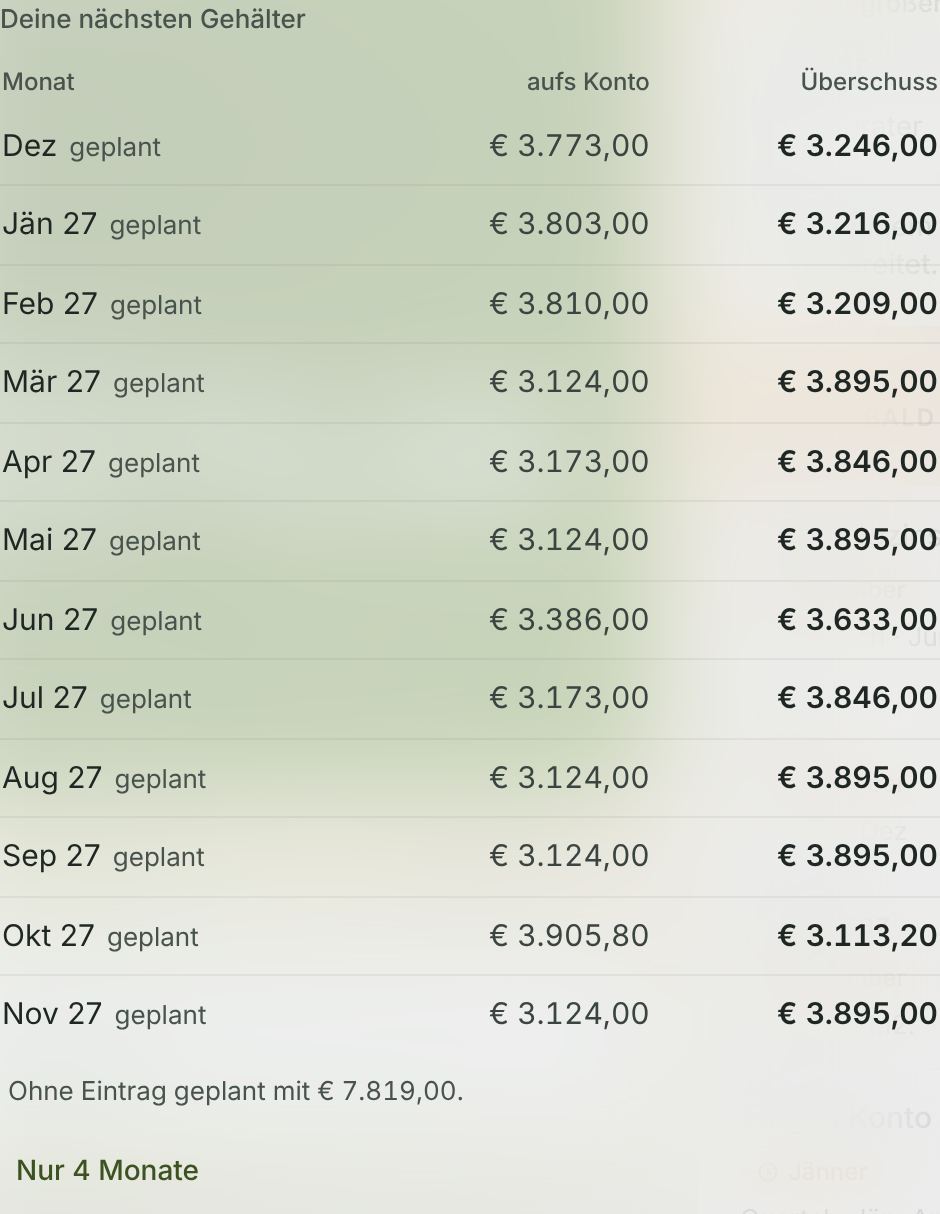 Deine nächsten Gehälter
Monat aufs Konto Überschuss
Dez geplant € 3.773,00 € 3.246,00
Jän 27 geplant € 3.803,00 € 3.216,00
Feb 27 geplant € 3.810,00 € 3.209,00
Mär 27 geplant € 3.124,00 € 3.895,00
Apr 27 geplant € 3.173,00 € 3.846,00
Mai 27 geplant € 3.124,00 € 3.895,00
Jun 27 geplant € 3.386,00 € 3.633,00
Jul 27 geplant € 3.173,00 € 3.846,00
Aug 27 geplant € 3.124,00 € 3.895,00
Sep 27 geplant € 3.124,00 € 3.895,00
Okt 27 geplant € 3.905,80 € 3.113,20
Nov 27 geplant € 3.124,00 € 3.895,00
Ohne Eintrag geplant mit € 7.819,00.
Konto
Nur 4 Monate
Jänner